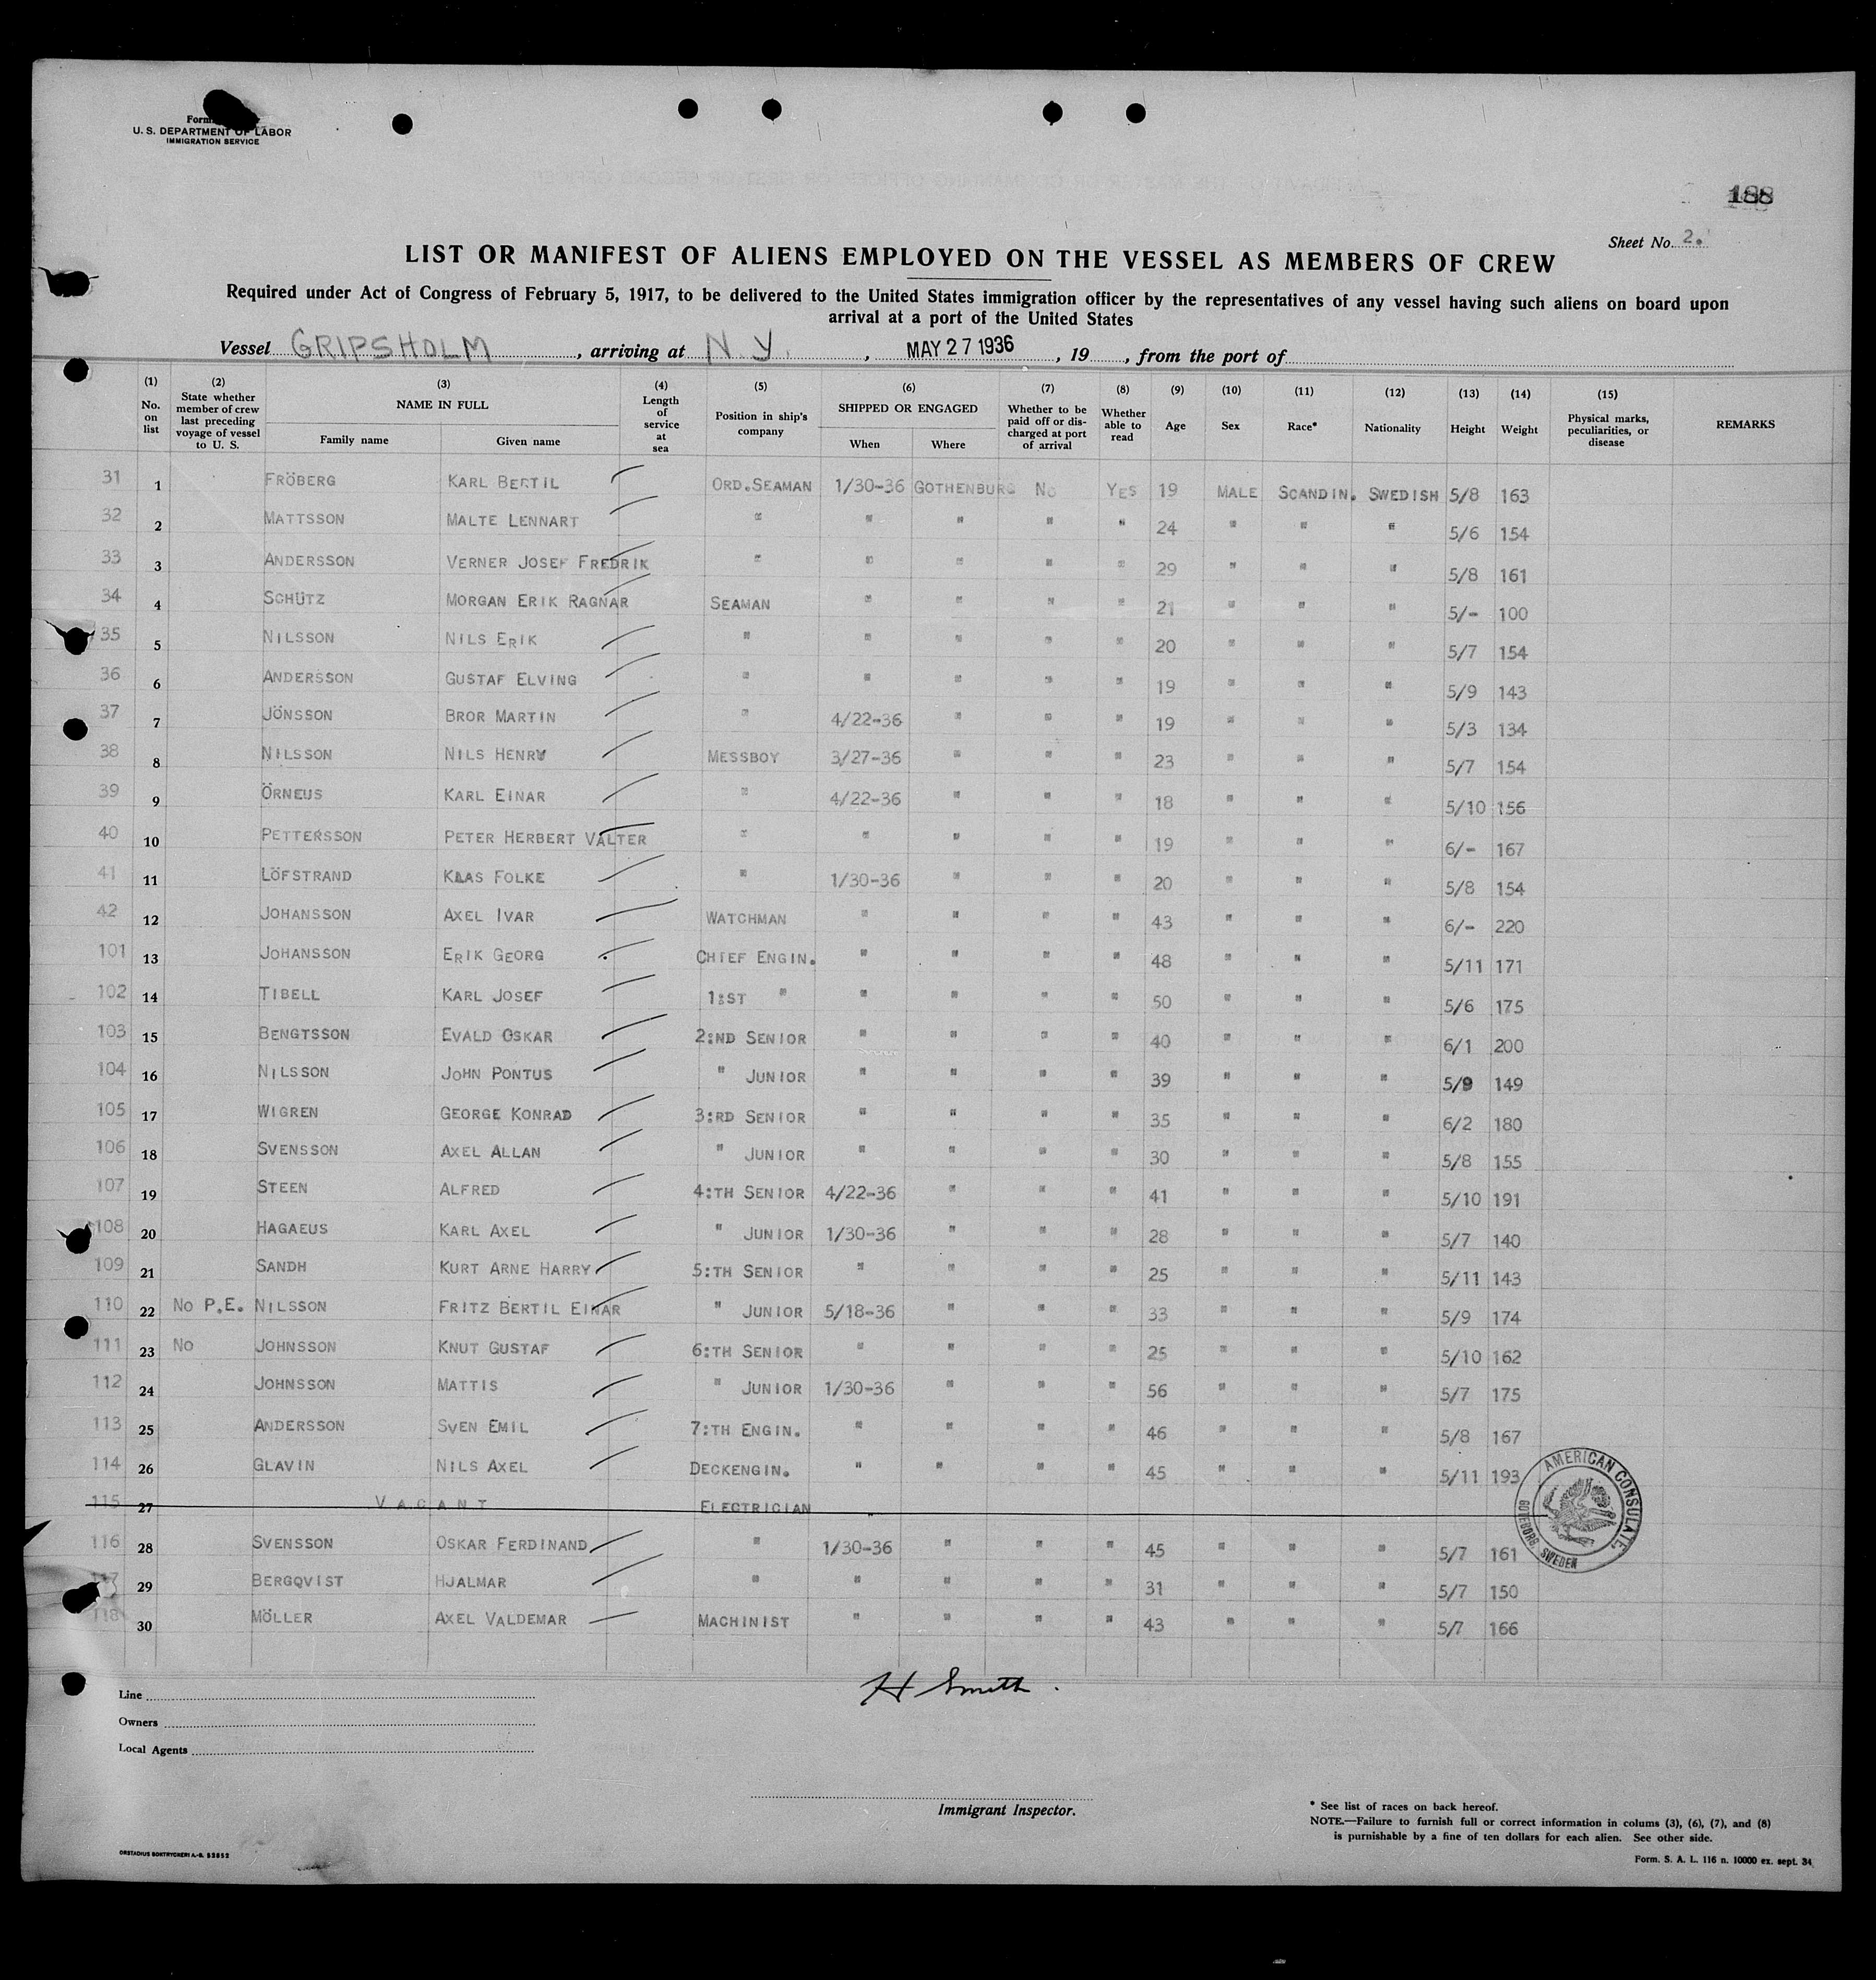 Form
U. S. DEPARTMENT OF LABOR
IMMIGRATION SERVICE
188
Sheet No. 2.
LIST OR MANIFEST OF ALIENS EMPLOYED ON THE VESSEL AS MEMBERS OF CREW
Required under Act of Congress of February 5, 1917, to be delivered to the United States immigration officer by the representatives of any vessel having such aliens on board upon
arrival at a port of the United States
Vessel GRIPSHOLM, arriving at N.Y., MAY 27 1936, 19, from the port of
(1) No. on list (2) State whether member of crew last preceding voyage of vessel to U. S. (3) NAME IN FULL Family name Given name (4) Length of service at sea (5) Position in ship's company (6) SHIPPED OR ENGAGED When Where (7) Whether to be paid off or discharged at port of arrival (8) Whether able to read (9) Age (10) Sex (11) Race* (12) Nationality (13) Height (14) Weight (15) Physical marks, peculiarities, or disease REMARKS
31 1 FRÖBERG KARL BERTIL ORD.SEAMAN 1/30-36 GOTHENBURG NO YES 19 MALE SCANDIN. SWEDISH 5/8 163
32 2 MATTSSON MALTE LENNART " " " " " 24 " " " 5/6 154
33 3 ANDERSSON VERNER JOSEF FREDRIK " " " " " 29 " " " 5/8 161
34 4 SCHÜTZ MORGAN ERIK RAGNAR SEAMAN " " " " 21 " " " 5/- 100
35 5 NILSSON NILS ERIK " " " " " 20 " " " 5/7 154
36 6 ANDERSSON GUSTAF ELVING " " " " " 19 " " " 5/9 143
37 7 JÖNSSON BROR MARTIN " 4/22-36 " " " 19 " " " 5/3 134
38 8 NILSSON NILS HENRY MESSBOY 3/27-36 " " " 23 " " " 5/7 154
39 9 ÖRNEUS KARL EINAR " 4/22-36 " " " 18 " " " 5/10 156
40 10 PETTERSSON PETER HERBERT VALTER " " " " " 19 " " " 6/- 167
41 11 LÖFSTRAND KLAS FOLKE " 1/30-36 " " " 20 " " " 5/8 154
42 12 JOHANSSON AXEL IVAR WATCHMAN " " " " 43 " " " 6/- 220
101 13 JOHANSSON ERIK GEORG CHIEF ENGIN. " " " " 48 " " " 5/11 171
102 14 TIBELL KARL JOSEF 1:ST " " " " " 50 " " " 5/6 175
103 15 BENGTSSON EVALD OSKAR 2:ND SENIOR " " " " 40 " " " 6/1 200
104 16 NILSSON JOHN PONTUS " JUNIOR " " " " 39 " " " 5/9 149
105 17 WIGREN GEORGE KONRAD 3:RD SENIOR " " " " 35 " " " 6/2 180
106 18 SVENSSON AXEL ALLAN " JUNIOR " " " " 30 " " " 5/8 155
107 19 STEEN ALFRED 4:TH SENIOR 4/22-36 " " " 41 " " " 5/10 191
108 20 HAGAEUS KARL AXEL " JUNIOR 1/30-36 " " " 28 " " " 5/7 140
109 21 SANDH KURT ARNE HARRY 5:TH SENIOR " " " " 25 " " " 5/11 143
110 22 NO P.E. NILSSON FRITZ BERTIL EINAR " JUNIOR 5/18-36 " " " 33 " " " 5/9 174
111 23 NO JOHNSSON KNUT GUSTAF 6:TH SENIOR " " " " 25 " " " 5/10 162
112 24 JOHNSSON MATTIS " JUNIOR 1/30-36 " " " 56 " " " 5/7 175
113 25 ANDERSSON SVEN EMIL 7:TH ENGIN. " " " " 46 " " " 5/8 167
114 26 GLAVIN NILS AXEL DECKENGIN. " " " " 45 " " " 5/11 193
115 27 VACANT ELECTRICIAN "
116 28 SVENSSON OSKAR FERDINAND " 1/30-36 " " " 45 " " " 5/7 161
117 29 BERGQVIST HJALMAR " " " " " 31 " " " 5/7 150
118 30 MÖLLER AXEL VALDEMAR MACHINIST " " " " 43 " " " 5/7 166
AMERICAN CONSULATE, GOTEBORG, SWEDEN
H Smith.
Line
Owners
Local Agents
Immigrant Inspector.
* See list of races on back hereof.
NOTE.—Failure to furnish full or correct information in colums (3), (6), (7), and (8)
is punishable by a fine of ten dollars for each alien. See other side.
ORSTADIUS BOKTRYCKERI A.-B. 53852
Form. S. A. L. 116 n. 10000 ex. sept. 34